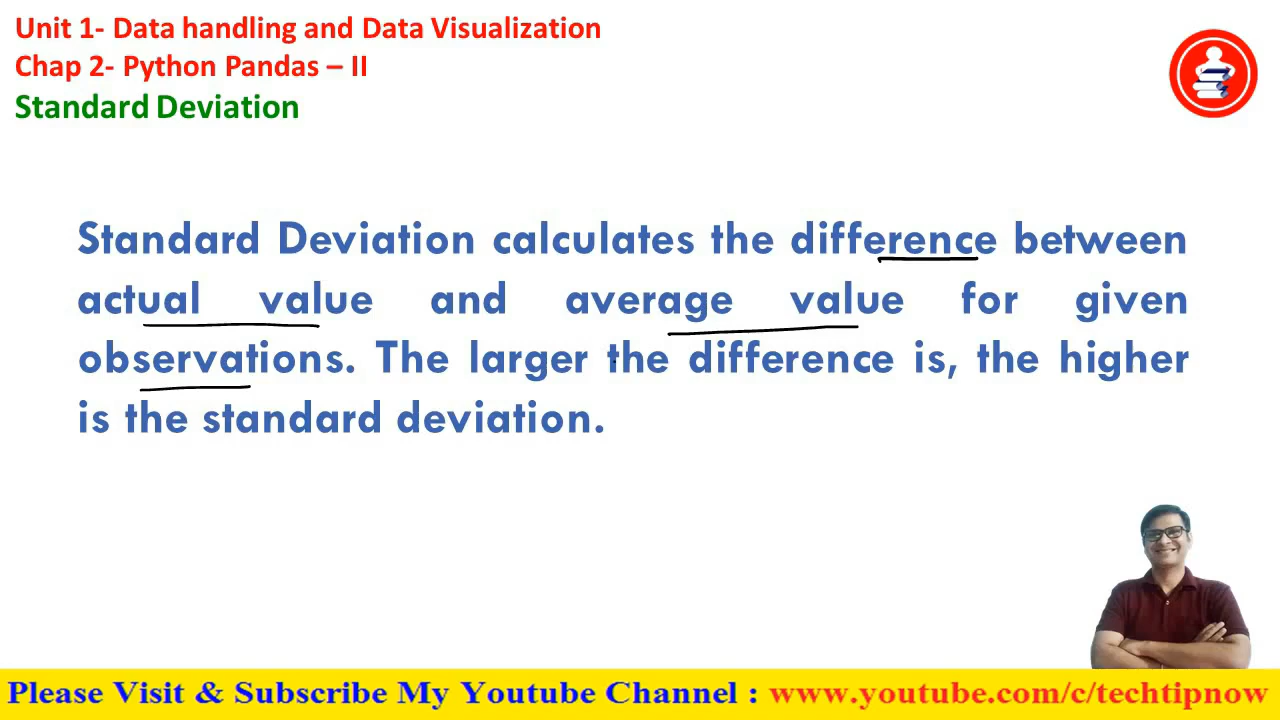 Unit 1- Data handling and Data Visualization
Chap 2- Python Pandas – II
Standard Deviation
Standard Deviation calculates the difference between
actual value and average value for given
observations. The larger the difference is, the higher
is the standard deviation.
Please Visit & Subscribe My Youtube Channel : www.youtube.com/c/techtipnow